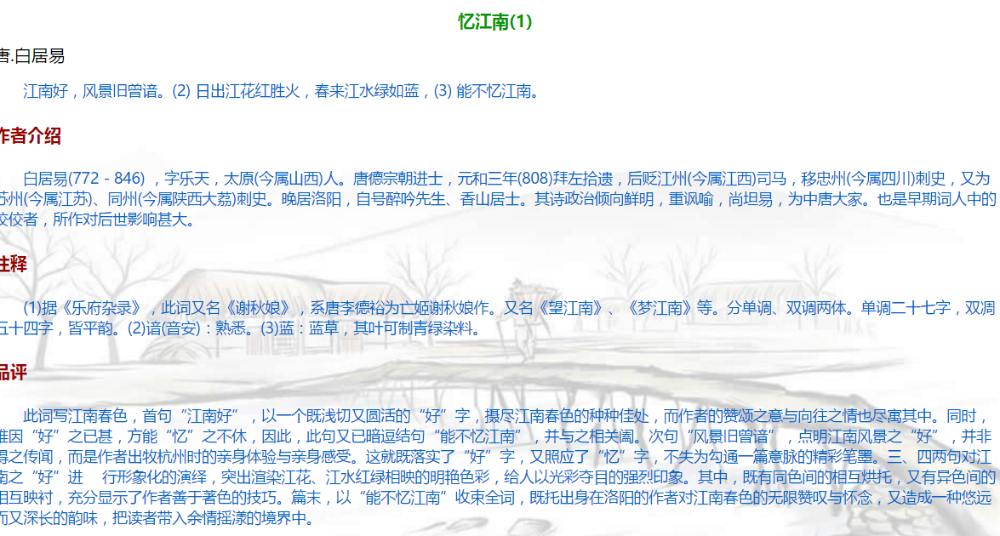 忆江南(1)
唐.白居易
江南好，风景旧曾谙。(2) 日出江花红胜火，春来江水绿如蓝，(3) 能不忆江南。
作者介绍
白居易(772－846) ，字乐天，太原(今属山西)人。唐德宗朝进士，元和三年(808)拜左拾遗，后贬江州(今属江西)司马，移忠州(今属四川)刺史，又为
苏州(今属江苏)、同州(今属陕西大荔)刺史。晚居洛阳，自号醉吟先生、香山居士。其诗政治倾向鲜明，重讽喻，尚坦易，为中唐大家。也是早期词人中的
佼佼者，所作对后世影响甚大。
注释
(1)据《乐府杂录》，此词又名《谢秋娘》，系唐李德裕为亡姬谢秋娘作。又名《望江南》、《梦江南》等。分单调、双调两体。单调二十七字，双调
五十四字，皆平韵。(2)谙(音安)：熟悉。(3)蓝：蓝草，其叶可制青绿染料。
品评
此词写江南春色，首句“江南好”，以一个既浅切又圆活的“好”字，摄尽江南春色的种种佳处，而作者的赞颂之意与向往之情也尽寓其中。同时，
唯因“好”之已甚，方能“忆”之不休，因此，此句又已暗逗结句“能不忆江南”，并与之相关阖。次句“风景旧曾谙”，点明江南风景之“好”，并非
得之传闻，而是作者出牧杭州时的亲身体验与亲身感受。这就既落实了“好”字，又照应了“忆”字，不失为勾通一篇意脉的精彩笔墨。三、四两句对江
南之“好”进　行形象化的演绎，突出渲染江花、江水红绿相映的明艳色彩，给人以光彩夺目的强烈印象。其中，既有同色间的相互烘托，又有异色间的
相互映衬，充分显示了作者善于著色的技巧。篇末，以“能不忆江南”收束全词，既托出身在洛阳的作者对江南春色的无限赞叹与怀念，又造成一种悠远
而又深长的韵味，把读者带入余情摇漾的境界中。